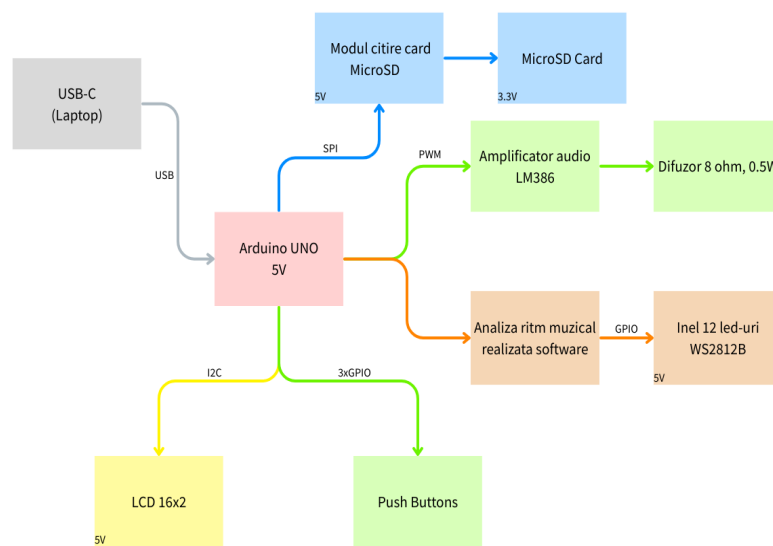 Modul citire card
MicroSD
5V
MicroSD Card
3.3V
USB-C
(Laptop)
USB
SPI
PWM
Amplificator audio
LM386
Difuzor 8 ohm, 0.5W
Arduino UNO
5V
Analiza ritm muzical
realizata software
GPIO
Inel 12 led-uri
WS2812B
5V
I2C
3xGPIO
LCD 16x2
5V
Push Buttons